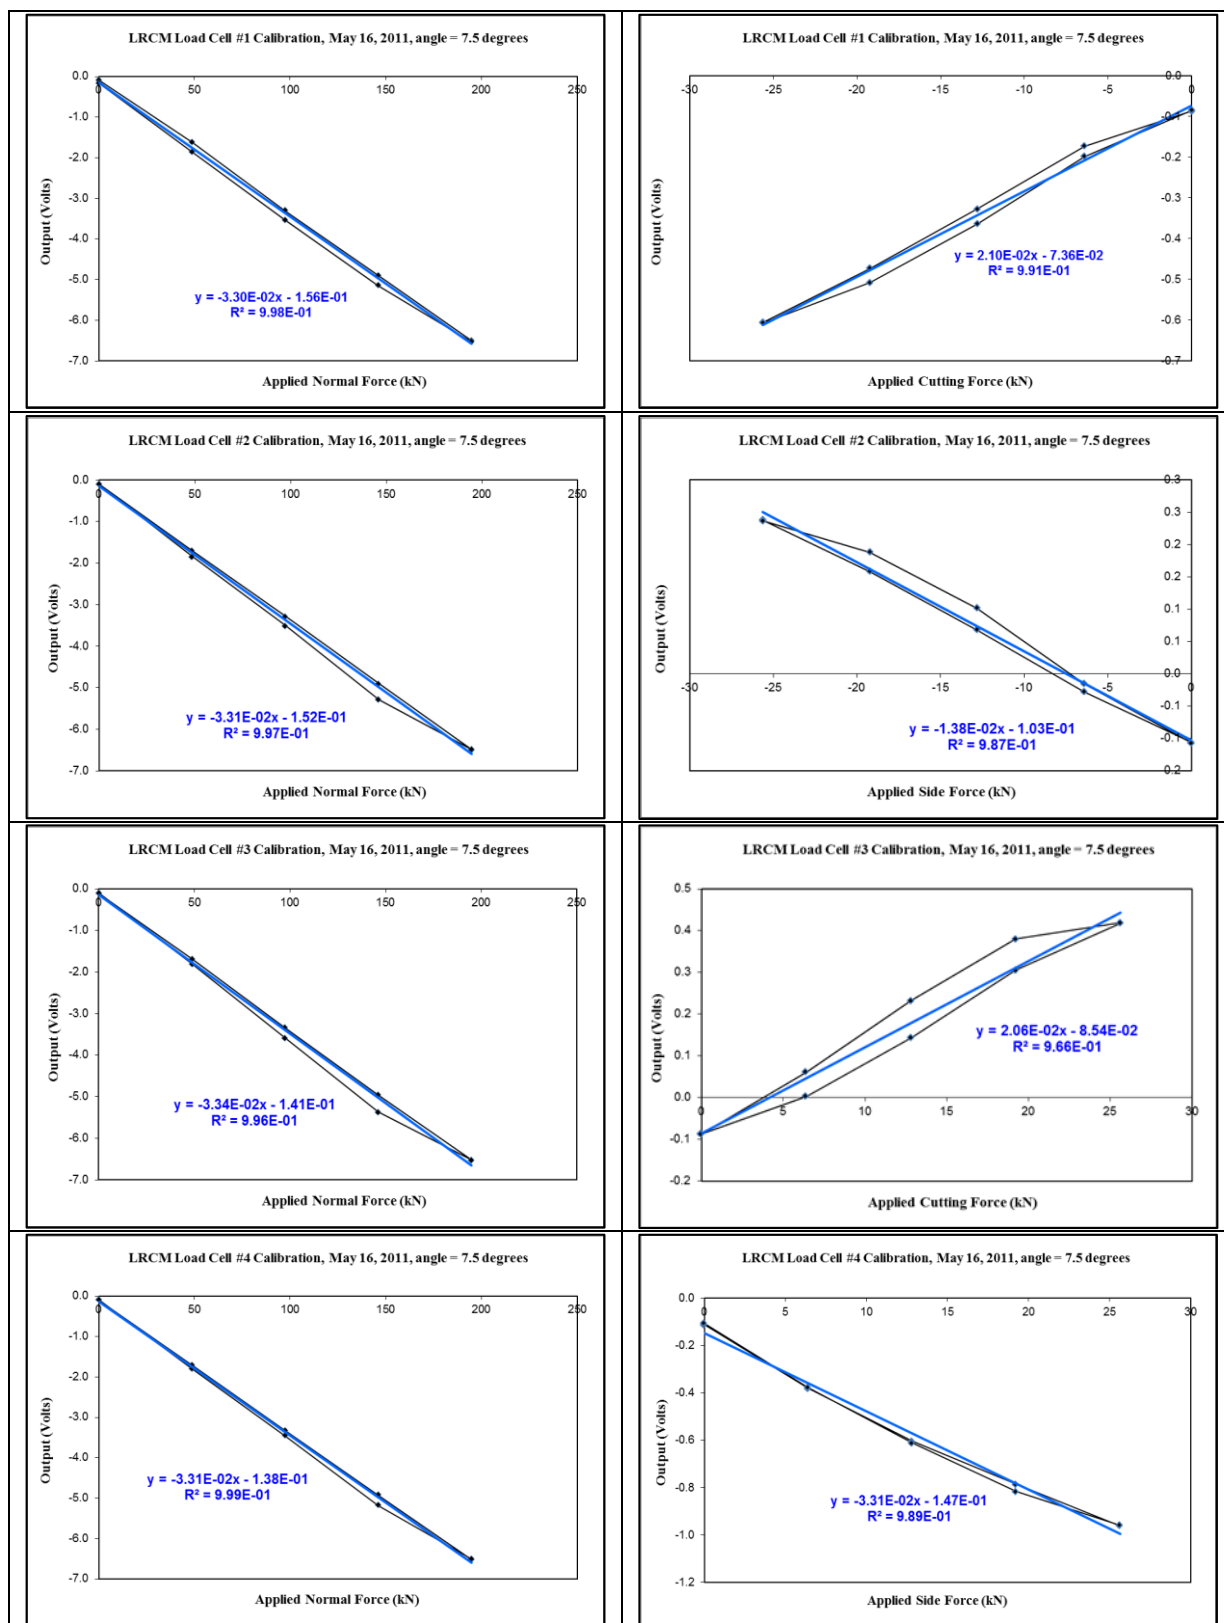 LRCM Load Cell #1 Calibration, May 16, 2011, angle = 7.5 degrees
0.0
0 50 100 150 200 250
-1.0
-2.0
-3.0
-4.0
-5.0
-6.0
-7.0
Output (Volts)
y = -3.30E-02x - 1.56E-01
R² = 9.98E-01
Applied Normal Force (kN)
LRCM Load Cell #1 Calibration, May 16, 2011, angle = 7.5 degrees
0.0
-30 -25 -20 -15 -10 -5 0
-0.1
-0.2
-0.3
-0.4
-0.5
-0.6
-0.7
Output (Volts)
y = 2.10E-02x - 7.36E-02
R² = 9.91E-01
Applied Cutting Force (kN)
LRCM Load Cell #2 Calibration, May 16, 2011, angle = 7.5 degrees
0.0
0 50 100 150 200 250
-1.0
-2.0
-3.0
-4.0
-5.0
-6.0
-7.0
Output (Volts)
y = -3.31E-02x - 1.52E-01
R² = 9.97E-01
Applied Normal Force (kN)
LRCM Load Cell #2 Calibration, May 16, 2011, angle = 7.5 degrees
0.3
0.3
0.2
0.2
0.1
0.1
0.0
-30 -25 -20 -15 -10 -5 0
-0.1
-0.1
-0.2
Output (Volts)
y = -1.38E-02x - 1.03E-01
R² = 9.87E-01
Applied Side Force (kN)
LRCM Load Cell #3 Calibration, May 16, 2011, angle = 7.5 degrees
0.0
0 50 100 150 200 250
-1.0
-2.0
-3.0
-4.0
-5.0
-6.0
-7.0
Output (Volts)
y = -3.34E-02x - 1.41E-01
R² = 9.96E-01
Applied Normal Force (kN)
LRCM Load Cell #3 Calibration, May 16, 2011, angle = 7.5 degrees
0.5
0.4
0.3
0.2
0.1
0.0
0 5 10 15 20 25 30
-0.1
-0.2
Output (Volts)
y = 2.06E-02x - 8.54E-02
R² = 9.66E-01
Applied Cutting Force (kN)
LRCM Load Cell #4 Calibration, May 16, 2011, angle = 7.5 degrees
0.0
0 50 100 150 200 250
-1.0
-2.0
-3.0
-4.0
-5.0
-6.0
-7.0
Output (Volts)
y = -3.31E-02x - 1.38E-01
R² = 9.99E-01
Applied Normal Force (kN)
LRCM Load Cell #4 Calibration, May 16, 2011, angle = 7.5 degrees
0.0
0 5 10 15 20 25 30
-0.2
-0.4
-0.6
-0.8
-1.0
-1.2
Output (Volts)
y = -3.31E-02x - 1.47E-01
R² = 9.89E-01
Applied Side Force (kN)